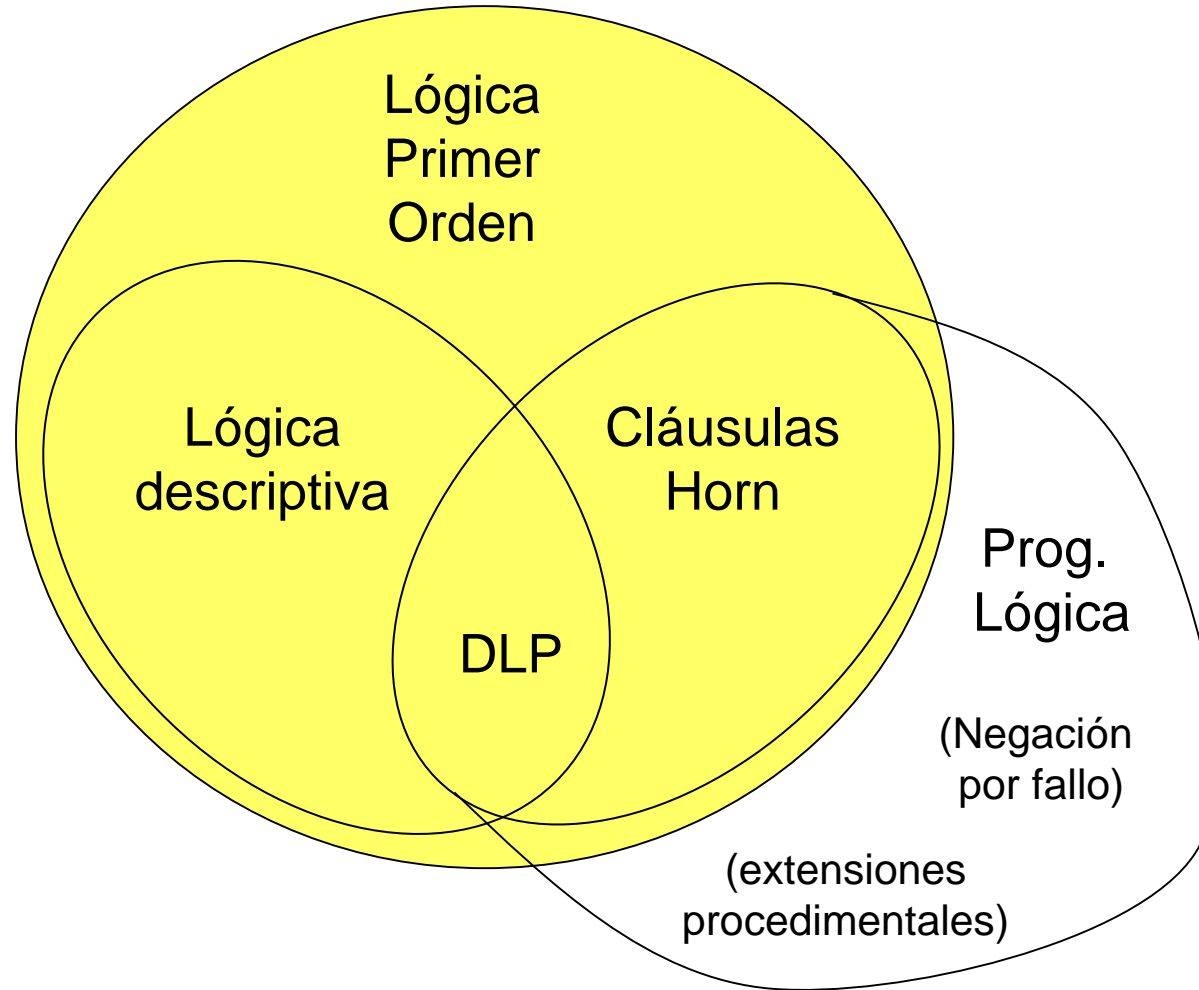 Lógica
Primer
Orden
Lógica
descriptiva
Cláusulas
Horn
DLP
Prog.
Lógica
(Negación
por fallo)
(extensiones
procedimentales)